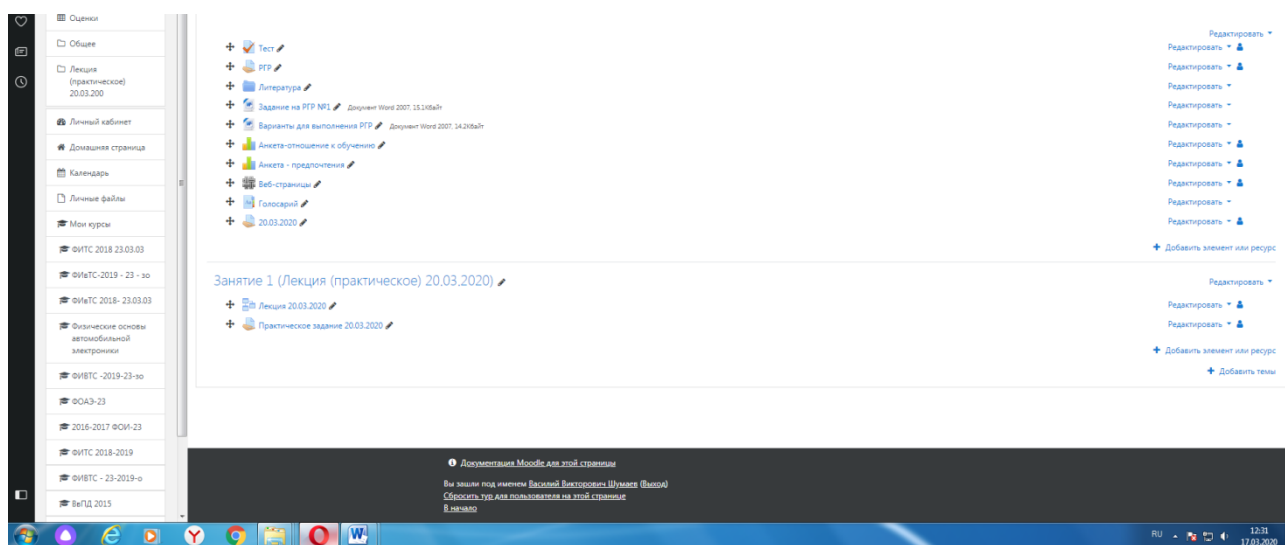 Оценки
Общее
Лекция
(практическое)
20.03.200
Личный кабинет
Домашняя страница
Календарь
Личные файлы
Мои курсы
ФИТС 2018 23.03.03
ФИвТС-2019 - 23 - зо
ФИвТС 2018- 23.03.03
Физические основы
автомобильной
электроники
ФИВТС -2019-23-зо
ФОАЭ-23
2016-2017 ФОИ-23
ФИТС 2018-2019
ФИВТС - 23-2019-о
ВвПД 2015
Редактировать
Тест Редактировать
РГР Редактировать
Литература Редактировать
Задание на РГР №1 Документ Word 2007, 15.1Кбайт Редактировать
Варианты для выполнения РГР Документ Word 2007, 14.2Кбайт Редактировать
Анкета-отношение к обучению Редактировать
Анкета - предпочтения Редактировать
Веб-страницы Редактировать
Голосарий Редактировать
20.03.2020 Редактировать
Добавить элемент или ресурс
Занятие 1 (Лекция (практическое) 20.03.2020) Редактировать
Лекция 20.03.2020 Редактировать
Практическое задание 20.03.2020 Редактировать
Добавить элемент или ресурс
Добавить темы
Документация Moodle для этой страницы
Вы зашли под именем Василий Викторович Шумаев (Выход)
Сбросить тур для пользователя на этой странице
В начало
RU 12:31
17.03.2020